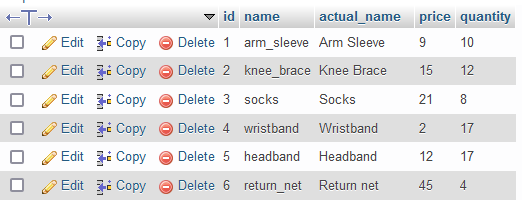 id name actual_name price quantity
Edit Copy Delete 1 arm_sleeve Arm Sleeve 9 10
Edit Copy Delete 2 knee_brace Knee Brace 15 12
Edit Copy Delete 3 socks Socks 21 8
Edit Copy Delete 4 wristband Wristband 2 17
Edit Copy Delete 5 headband Headband 12 17
Edit Copy Delete 6 return_net Return net 45 4